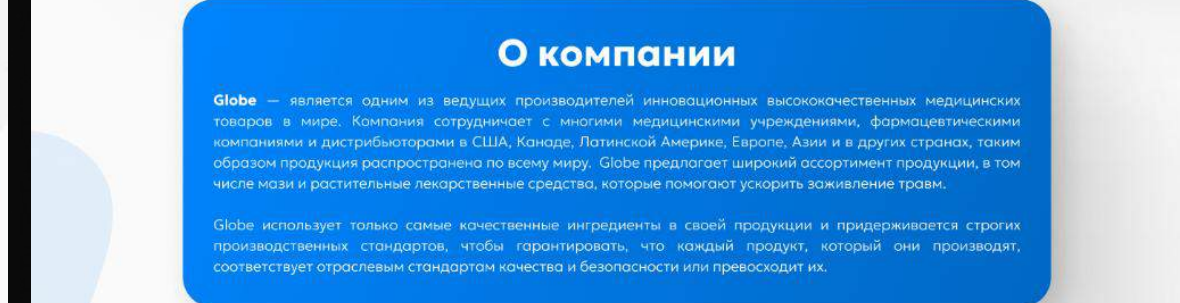 О компании
Globe — является одним из ведущих производителей инновационных высококачественных медицинских
товаров в мире. Компания сотрудничает с многими медицинскими учреждениями, фармацевтическими
компаниями и дистрибьюторами в США, Канаде, Латинской Америке, Европе, Азии и в других странах, таким
образом продукция распространена по всему миру. Globe предлагает широкий ассортимент продукции, в том
числе мази и растительные лекарственные средства, которые помогают ускорить заживление травм.
Globe использует только самые качественные ингредиенты в своей продукции и придерживается строгих
производственных стандартов, чтобы гарантировать, что каждый продукт, который они производят,
соответствует отраслевым стандартам качества и безопасности или превосходит их.